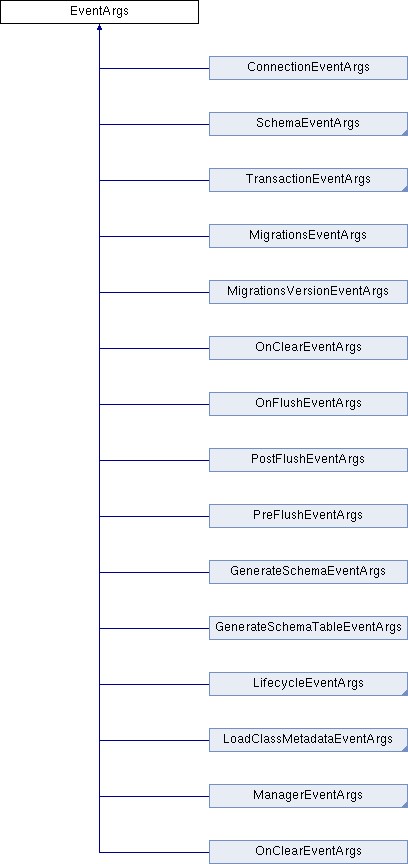 EventArgs
ConnectionEventArgs
SchemaEventArgs
TransactionEventArgs
MigrationsEventArgs
MigrationsVersionEventArgs
OnClearEventArgs
OnFlushEventArgs
PostFlushEventArgs
PreFlushEventArgs
GenerateSchemaEventArgs
GenerateSchemaTableEventArgs
LifecycleEventArgs
LoadClassMetadataEventArgs
ManagerEventArgs
OnClearEventArgs